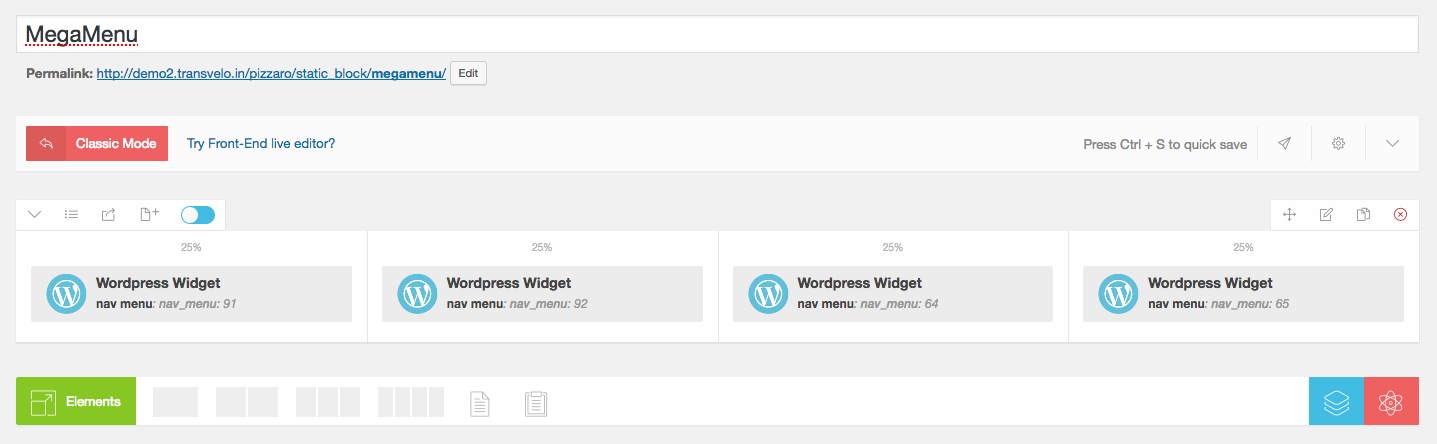 MegaMenu
Permalink: http://demo2.transvelo.in/pizzaro/static_block/megamenu/ Edit
Classic Mode Try Front-End live editor? Press Ctrl + S to quick save
25% 25% 25% 25%
Wordpress Widget Wordpress Widget Wordpress Widget Wordpress Widget
nav menu: nav_menu: 91 nav menu: nav_menu: 92 nav menu: nav_menu: 64 nav menu: nav_menu: 65
Elements